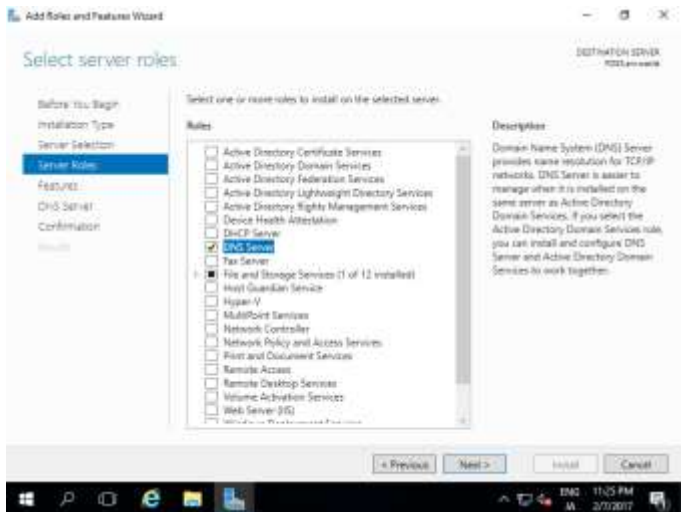 Add Roles and Features Wizard
Select server roles
DESTINATION SERVER
Before You Begin
Installation Type
Server Selection
Server Roles
Features
DNS Server
Confirmation
Results
Select one or more roles to install on the selected server.
Roles
Active Directory Certificate Services
Active Directory Domain Services
Active Directory Federation Services
Active Directory Lightweight Directory Services
Active Directory Rights Management Services
Device Health Attestation
DHCP Server
DNS Server
Fax Server
File and Storage Services (1 of 12 installed)
Host Guardian Service
Hyper-V
MultiPoint Services
Network Controller
Network Policy and Access Services
Print and Document Services
Remote Access
Remote Desktop Services
Volume Activation Services
Web Server (IIS)
Windows Deployment Services
Description
Domain Name System (DNS) Server
provides name resolution for TCP/IP
networks. DNS Server is easier to
manage when it is installed on the
same server as Active Directory
Domain Services. If you select the
Active Directory Domain Services role,
you can install and configure DNS
Server and Active Directory Domain
Services to work together.
< Previous
Next >
Install
Cancel
ENG
11:25 PM
2/7/2017